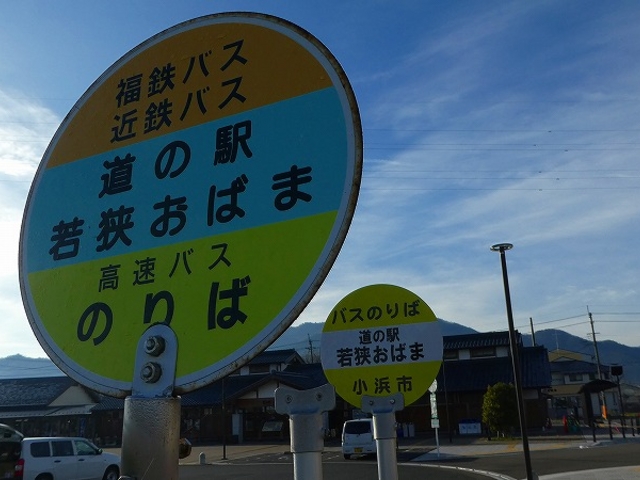 福鉄バス
近鉄バス
道の駅
若狭おばま
高速バス
のりば
バスのりば
道の駅
若狭おばま
小浜市